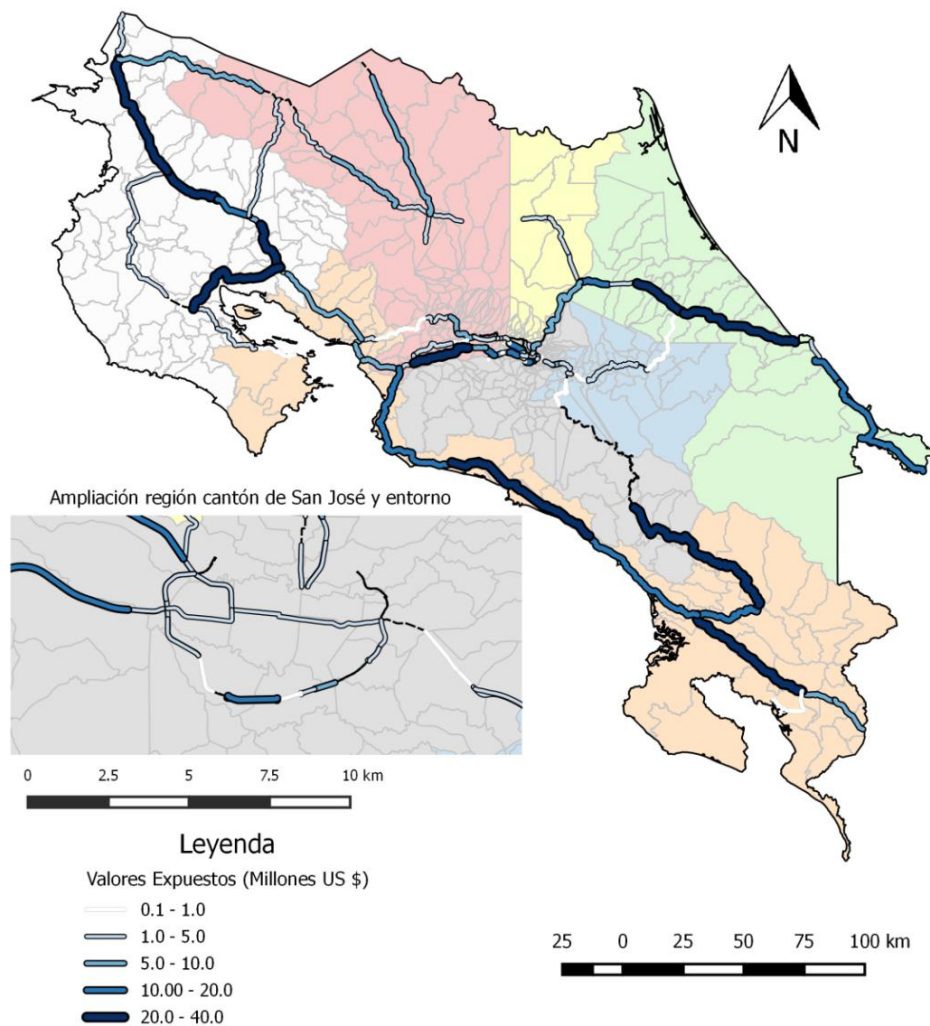 N
Ampliación región cantón de San José y entorno
0 2.5 5 7.5 10 km
Leyenda
Valores Expuestos (Millones US $)
0.1 - 1.0
1.0 - 5.0
5.0 - 10.0
10.00 - 20.0
20.0 - 40.0
25 0 25 50 75 100 km